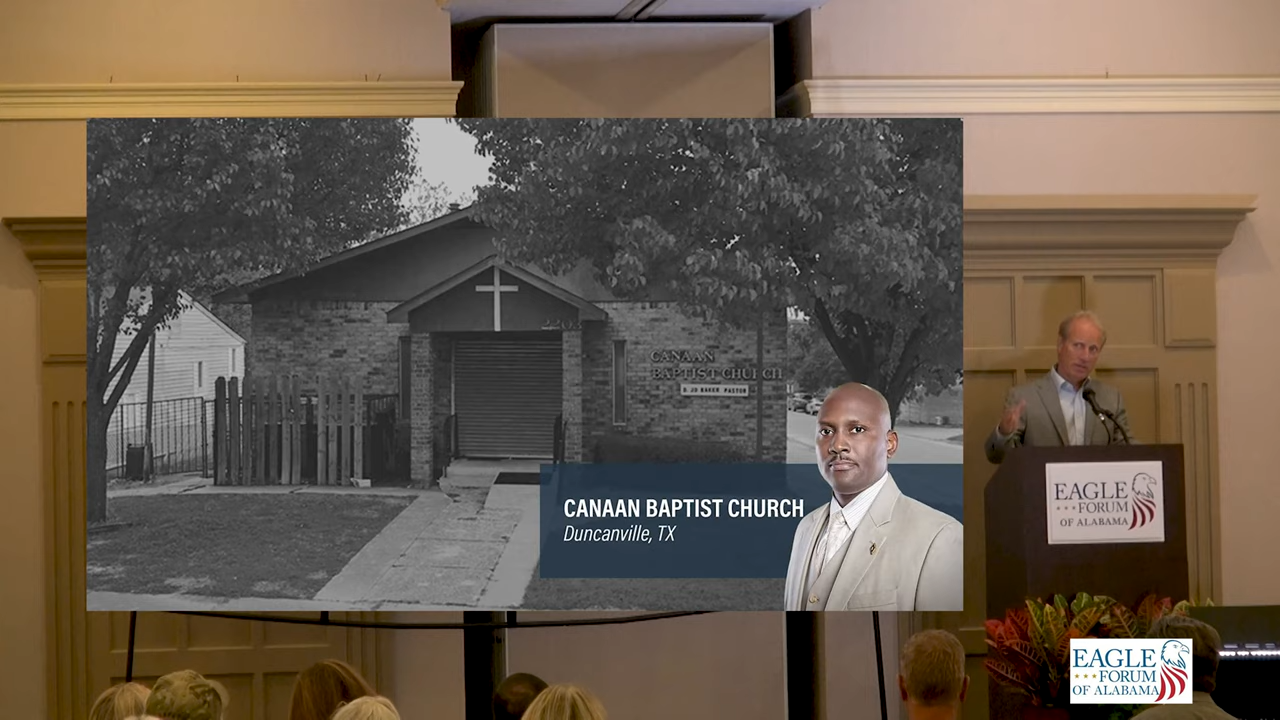 CANAAN
BAPTIST CHURCH
CANAAN BAPTIST CHURCH
Duncanville, TX
EAGLE
FORUM
OF ALABAMA
EAGLE
FORUM
OF ALABAMA